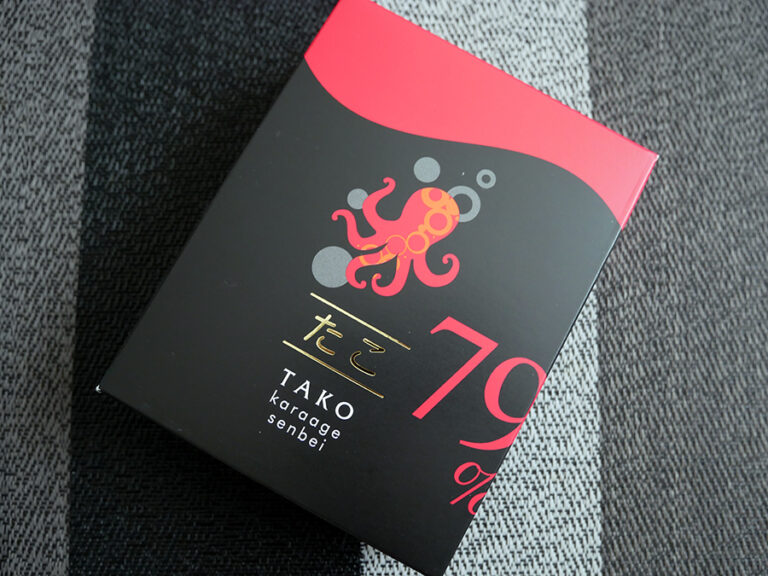 たこ
TAKO
karaage
senbei
79
%